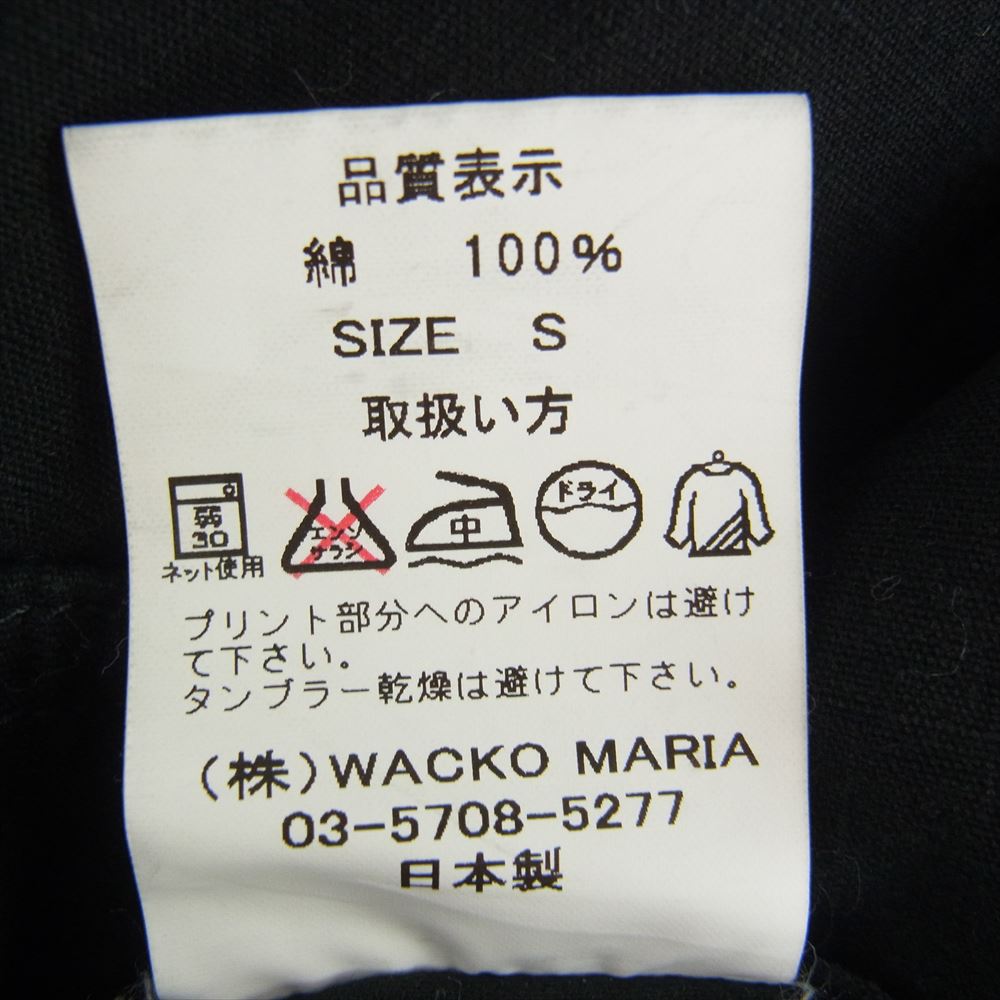 品質表示
綿 100%
SIZE S
取扱い方
弱
30
ネット使用
エンソ
サラシ
中
ドライ
プリント部分へのアイロンは避け
て下さい。
タンブラー乾燥は避けて下さい。
(株)WACKO MARIA
03-5708-5277
日本製